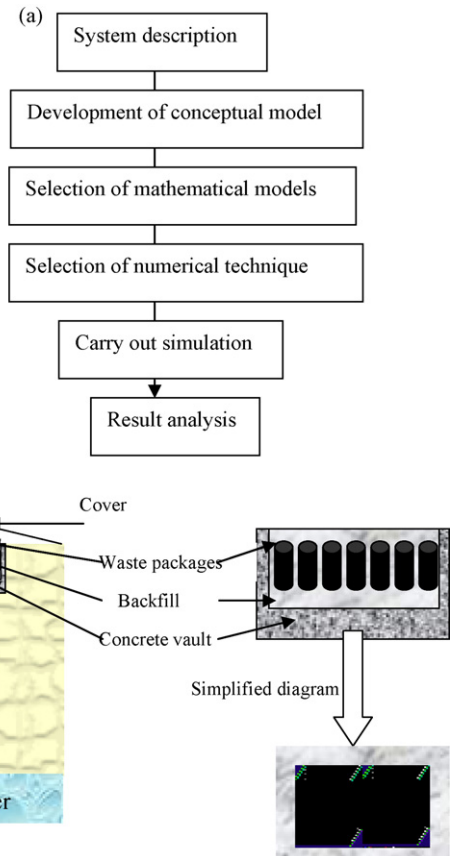 (a)
System description
Development of conceptual model
Selection of mathematical models
Selection of numerical technique
Carry out simulation
Result analysis
Cover
Waste packages
Backfill
Concrete vault
Simplified diagram